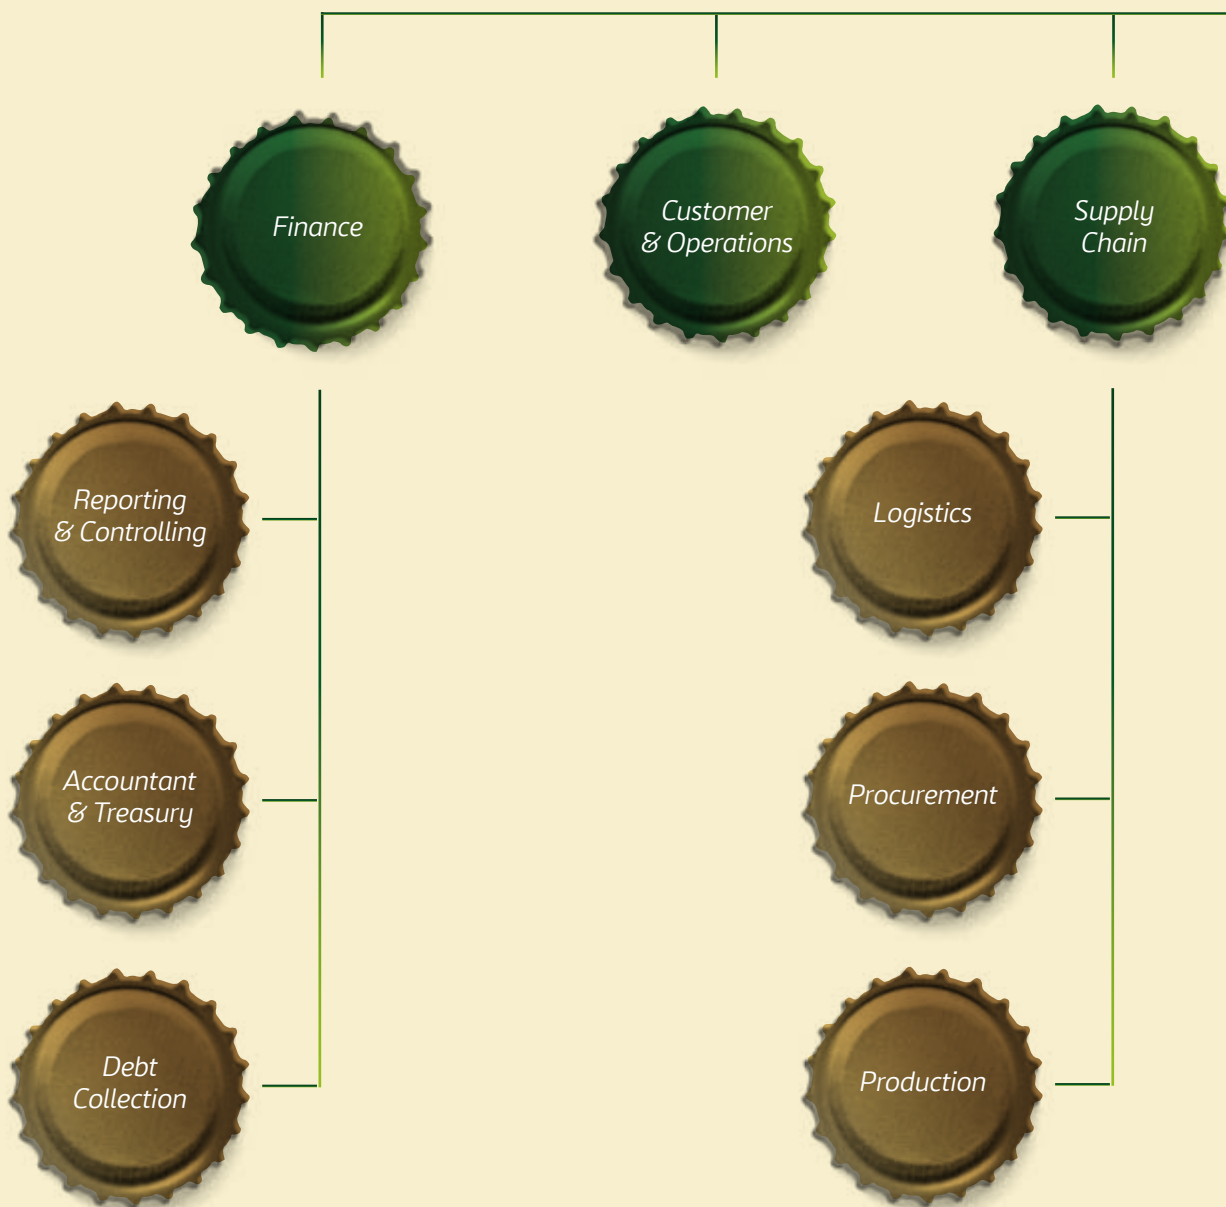 Finance
Customer
& Operations
Supply
Chain
Reporting
& Controlling
Logistics
Accountant
& Treasury
Procurement
Debt
Collection
Production